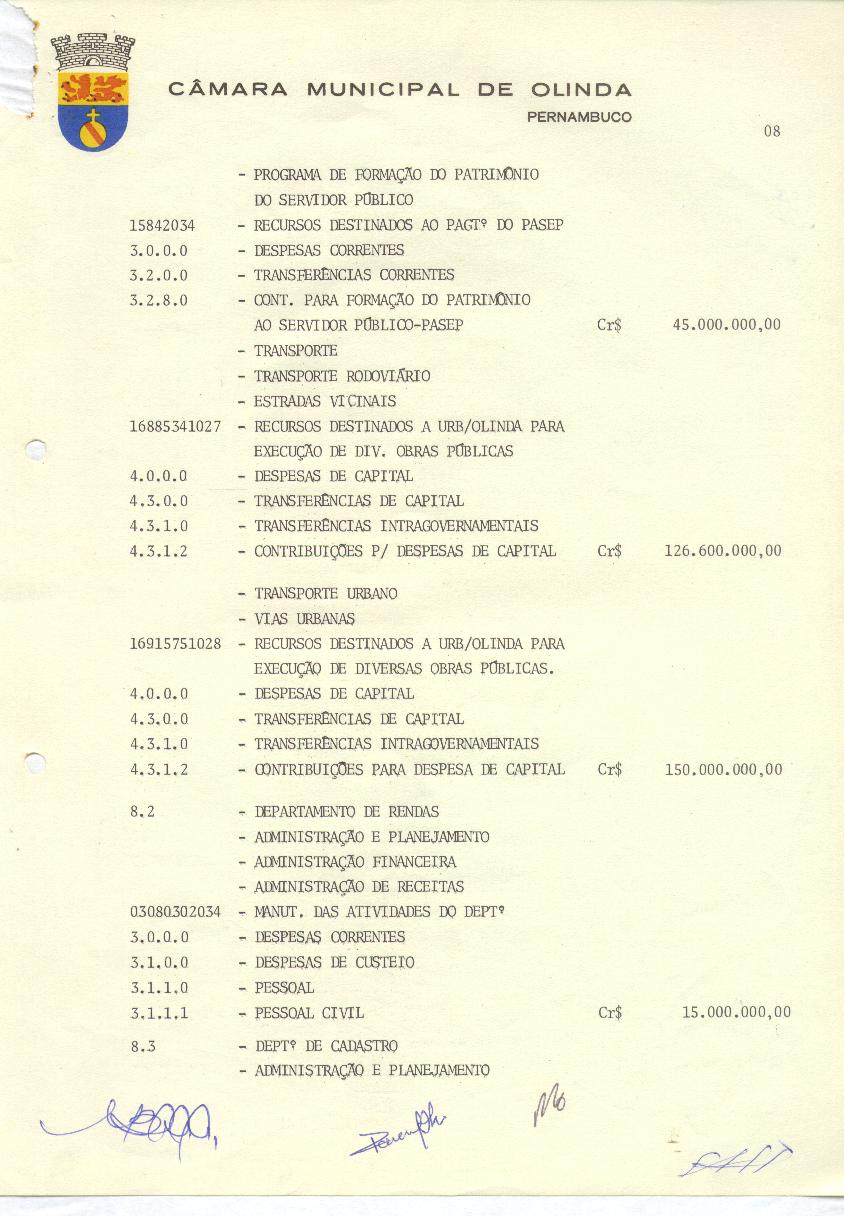 CÂMARA MUNICIPAL DE OLINDA
PERNAMBUCO
08
- PROGRAMA DE FORMAÇÃO DO PATRIMÔNIO
DO SERVIDOR PÚBLICO
15842034 - RECURSOS DESTINADOS AO PAGTº DO PASEP
3.0.0.0 - DESPESAS CORRENTES
3.2.0.0 - TRANSFERÊNCIAS CORRENTES
3.2.8.0 - CONT. PARA FORMAÇÃO DO PATRIMÔNIO
AO SERVIDOR PÚBLICO-PASEP Cr$ 45.000.000,00
- TRANSPORTE
- TRANSPORTE RODOVIÁRIO
- ESTRADAS VICINAIS
16885341027 - RECURSOS DESTINADOS A URB/OLINDA PARA
EXECUÇÃO DE DIV. OBRAS PÚBLICAS
4.0.0.0 - DESPESAS DE CAPITAL
4.3.0.0 - TRANSFERÊNCIAS DE CAPITAL
4.3.1.0 - TRANSFERÊNCIAS INTRAGOVERNAMENTAIS
4.3.1.2 - CONTRIBUIÇÕES P/ DESPESAS DE CAPITAL Cr$ 126.600.000,00
- TRANSPORTE URBANO
- VIAS URBANAS
16915751028 - RECURSOS DESTINADOS A URB/OLINDA PARA
EXECUÇÃO DE DIVERSAS OBRAS PÚBLICAS.
4.0.0.0 - DESPESAS DE CAPITAL
4.3.0.0 - TRANSFERÊNCIAS DE CAPITAL
4.3.1.0 - TRANSFERÊNCIAS INTRAGOVERNAMENTAIS
4.3.1.2 - CONTRIBUIÇÕES PARA DESPESA DE CAPITAL Cr$ 150.000.000,00
8.2 - DEPARTAMENTO DE RENDAS
- ADMINISTRAÇÃO E PLANEJAMENTO
- ADMINISTRAÇÃO FINANCEIRA
- ADMINISTRAÇÃO DE RECEITAS
03080302034 - MANUT. DAS ATIVIDADES DO DEPTº
3.0.0.0 - DESPESAS CORRENTES
3.1.0.0 - DESPESAS DE CUSTEIO
3.1.1.0 - PESSOAL
3.1.1.1 - PESSOAL CIVIL Cr$ 15.000.000,00
8.3 - DEPTº DE CADASTRO
- ADMINISTRAÇÃO E PLANEJAMENTO